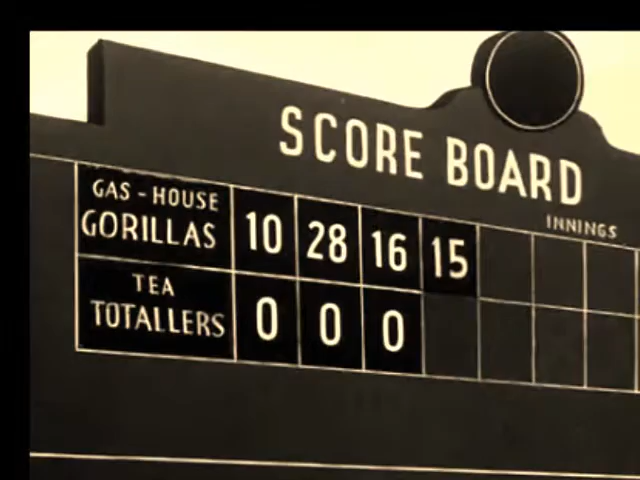 SCORE BOARD
INNINGS
GAS-HOUSE
GORILLAS 10 28 16 15
TEA
TOTALLERS 0 0 0